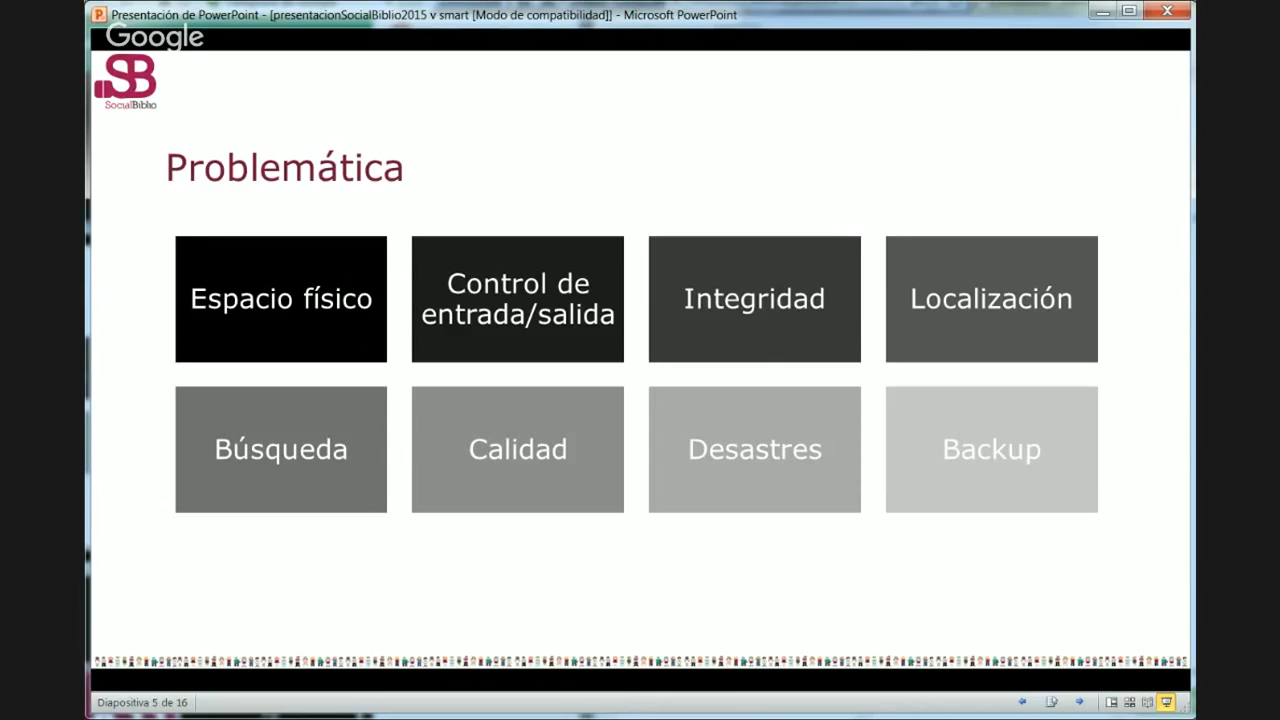 Presentación de PowerPoint - [presentacionSocialBiblio2015 v smart [Modo de compatibilidad]] - Microsoft PowerPoint
Google
SB
SocialBiblio
Problemática
Espacio físico
Control de
entrada/salida
Integridad
Localización
Búsqueda
Calidad
Desastres
Backup
Diapositiva 5 de 16